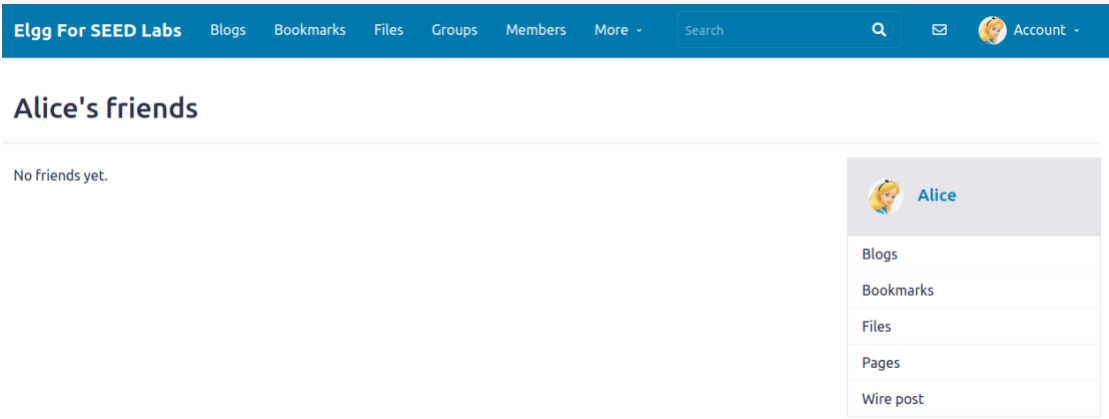 Elgg For SEED Labs Blogs Bookmarks Files Groups Members More Search Account
Alice's friends
No friends yet.
Alice
Blogs
Bookmarks
Files
Pages
Wire post